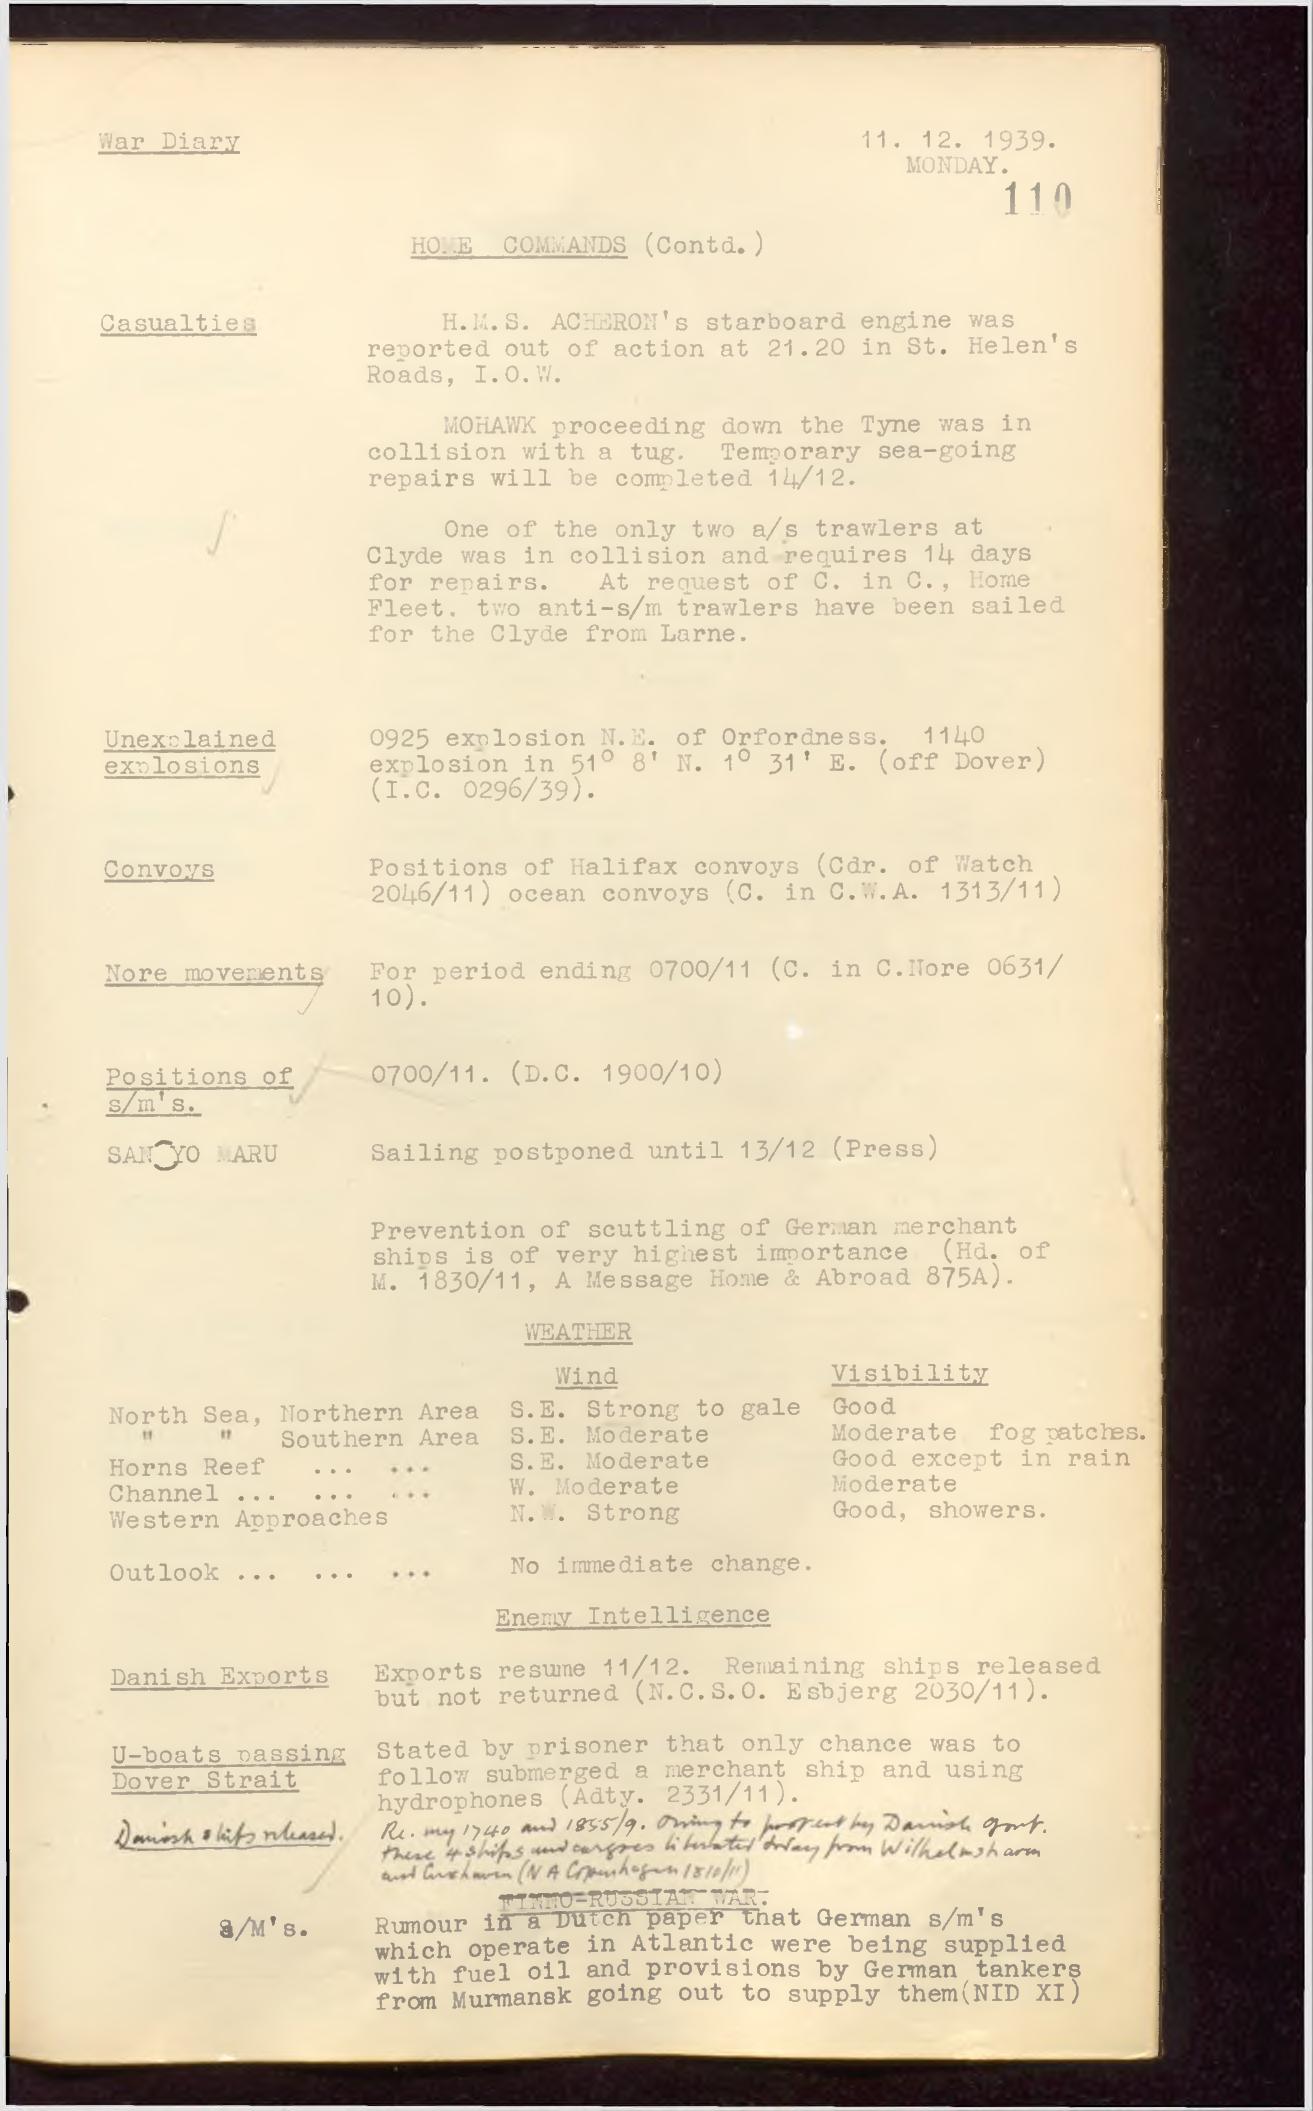 War Diary
11. 12. 1939.
MONDAY.
110
HOME COMMANDS (Contd.)
Casualties
H.M.S. ACHERON's starboard engine was
reported out of action at 21.20 in St. Helen's
Roads, I.O.W.
MOHAWK proceeding down the Tyne was in
collision with a tug. Temporary sea-going
repairs will be completed 14/12.
One of the only two a/s trawlers at
Clyde was in collision and requires 14 days
for repairs. At request of C. in C., Home
Fleet. two anti-s/m trawlers have been sailed
for the Clyde from Larne.
Unexplained
explosions
0925 explosion N.E. of Orfordness. 1140
explosion in 51° 8' N. 1° 31' E. (off Dover)
(I.C. 0296/39).
Convoys
Positions of Halifax convoys (Cdr. of Watch
2046/11) ocean convoys (C. in C.W.A. 1313/11)
Nore movements
For period ending 0700/11 (C. in C.Nore 0631/
10).
Positions of
s/m's.
0700/11. (D.C. 1900/10)
SANYO MARU
Sailing postponed until 13/12 (Press)
Prevention of scuttling of German merchant
ships is of very highest importance (Hd. of
M. 1830/11, A Message Home & Abroad 875A).
WEATHER
Wind Visibility
North Sea, Northern Area S.E. Strong to gale Good
" " Southern Area S.E. Moderate Moderate fog patches.
Horns Reef ... ... S.E. Moderate Good except in rain
Channel ... ... ... W. Moderate Moderate
Western Approaches N.W. Strong Good, showers.
Outlook ... ... ... No immediate change.
Enemy Intelligence
Danish Exports
Exports resume 11/12. Remaining ships released
but not returned (N.C.S.O. Esbjerg 2030/11).
U-boats passing
Dover Strait
Stated by prisoner that only chance was to
follow submerged a merchant ship and using
hydrophones (Adty. 2331/11).
Danish ships released.
Re. my 1740 and 1855/9. Owing to protest by Danish Govt.
these 4 ships and cargoes liberated today from Wilhelmsharn
and Cuxhaven (N A Copenhagen 1810/11)
FINNO-RUSSIAN WAR.
S/M's.
Rumour in a Dutch paper that German s/m's
which operate in Atlantic were being supplied
with fuel oil and provisions by German tankers
from Murmansk going out to supply them(NID XI)